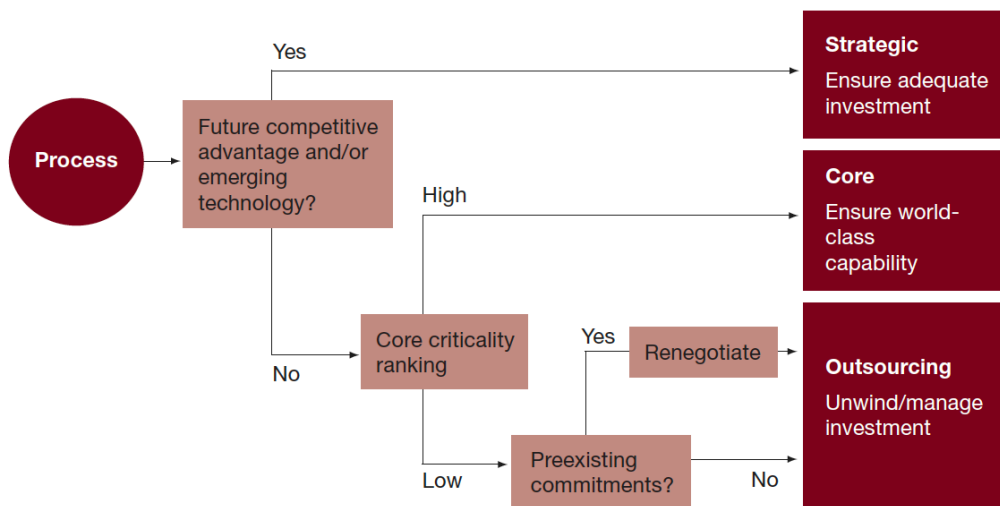 Yes
Strategic
Ensure adequate
investment
Process
Future competitive
advantage and/or
emerging
technology?
High
Core
Ensure world-
class
capability
No
Core criticality
ranking
Yes
Renegotiate
Outsourcing
Unwind/manage
investment
Low
Preexisting
commitments?
No